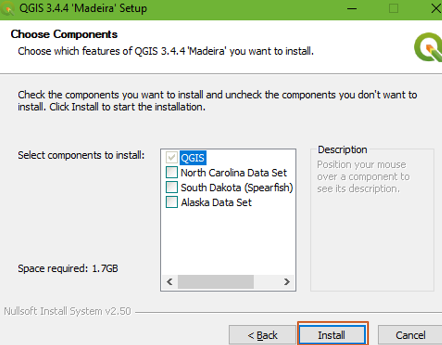 QGIS 3.4.4 'Madeira' Setup
Choose Components
Choose which features of QGIS 3.4.4 'Madeira' you want to install.
Check the components you want to install and uncheck the components you don't want to
install. Click Install to start the installation.
Select components to install:
QGIS
North Carolina Data Set
South Dakota (Spearfish)
Alaska Data Set
Description
Position your mouse
over a component to
see its description.
Space required: 1.7GB
Nullsoft Install System v2.50
< Back
Install
Cancel